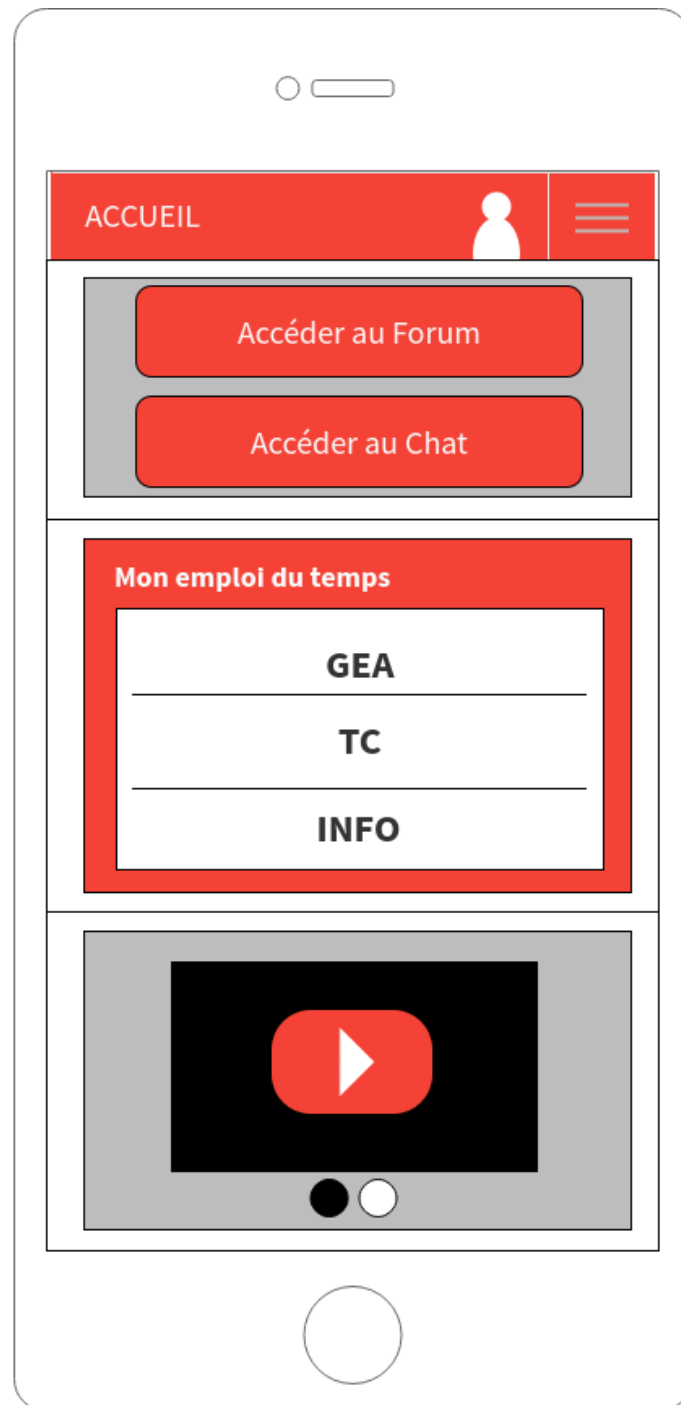 ACCUEIL
Accéder au Forum
Accéder au Chat
Mon emploi du temps
GEA
TC
INFO